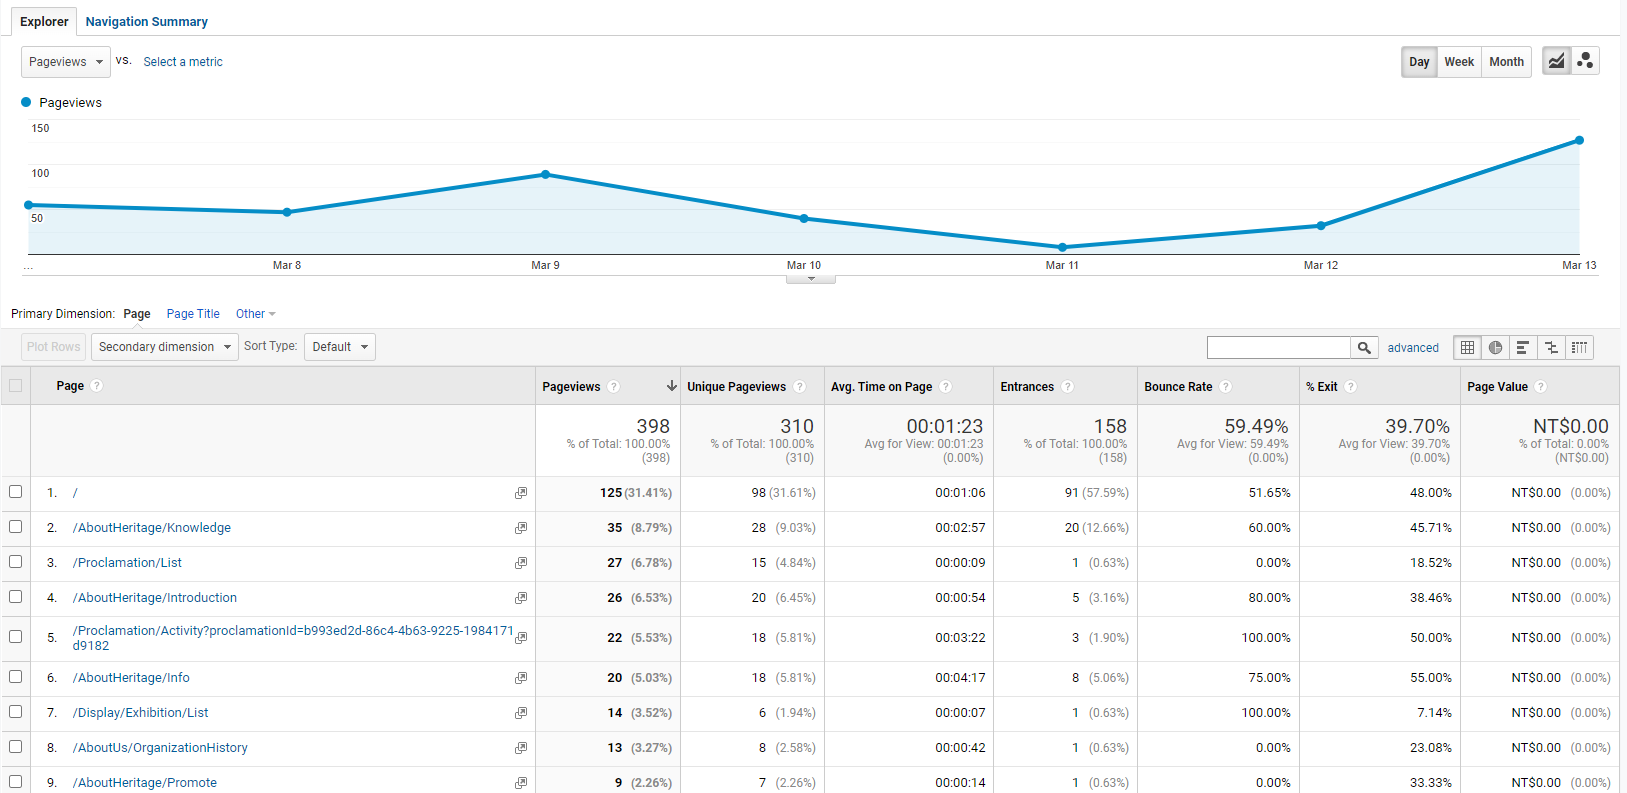 Explorer Navigation Summary
Pageviews vs. Select a metric Day Week Month
Pageviews
150
100
50
... Mar 8 Mar 9 Mar 10 Mar 11 Mar 12 Mar 13
Primary Dimension: Page Page Title Other
Plot Rows Secondary dimension Sort Type: Default advanced
Page ? Pageviews ? Unique Pageviews ? Avg. Time on Page ? Entrances ? Bounce Rate ? % Exit ? Page Value ?
398 310 00:01:23 158 59.49% 39.70% NT$0.00
% of Total: 100.00% % of Total: 100.00% Avg for View: 00:01:23 % of Total: 100.00% Avg for View: 59.49% Avg for View: 39.70% % of Total: 0.00%
(398) (310) (0.00%) (158) (0.00%) (0.00%) (NT$0.00)
1. / 125 (31.41%) 98 (31.61%) 00:01:06 91 (57.59%) 51.65% 48.00% NT$0.00 (0.00%)
2. /AboutHeritage/Knowledge 35 (8.79%) 28 (9.03%) 00:02:57 20 (12.66%) 60.00% 45.71% NT$0.00 (0.00%)
3. /Proclamation/List 27 (6.78%) 15 (4.84%) 00:00:09 1 (0.63%) 0.00% 18.52% NT$0.00 (0.00%)
4. /AboutHeritage/Introduction 26 (6.53%) 20 (6.45%) 00:00:54 5 (3.16%) 80.00% 38.46% NT$0.00 (0.00%)
5. /Proclamation/Activity?proclamationId=b993ed2d-86c4-4b63-9225-1984171
d9182 22 (5.53%) 18 (5.81%) 00:03:22 3 (1.90%) 100.00% 50.00% NT$0.00 (0.00%)
6. /AboutHeritage/Info 20 (5.03%) 18 (5.81%) 00:04:17 8 (5.06%) 75.00% 55.00% NT$0.00 (0.00%)
7. /Display/Exhibition/List 14 (3.52%) 6 (1.94%) 00:00:07 1 (0.63%) 100.00% 7.14% NT$0.00 (0.00%)
8. /AboutUs/OrganizationHistory 13 (3.27%) 8 (2.58%) 00:00:42 1 (0.63%) 0.00% 23.08% NT$0.00 (0.00%)
9. /AboutHeritage/Promote 9 (2.26%) 7 (2.26%) 00:00:14 1 (0.63%) 0.00% 33.33% NT$0.00 (0.00%)